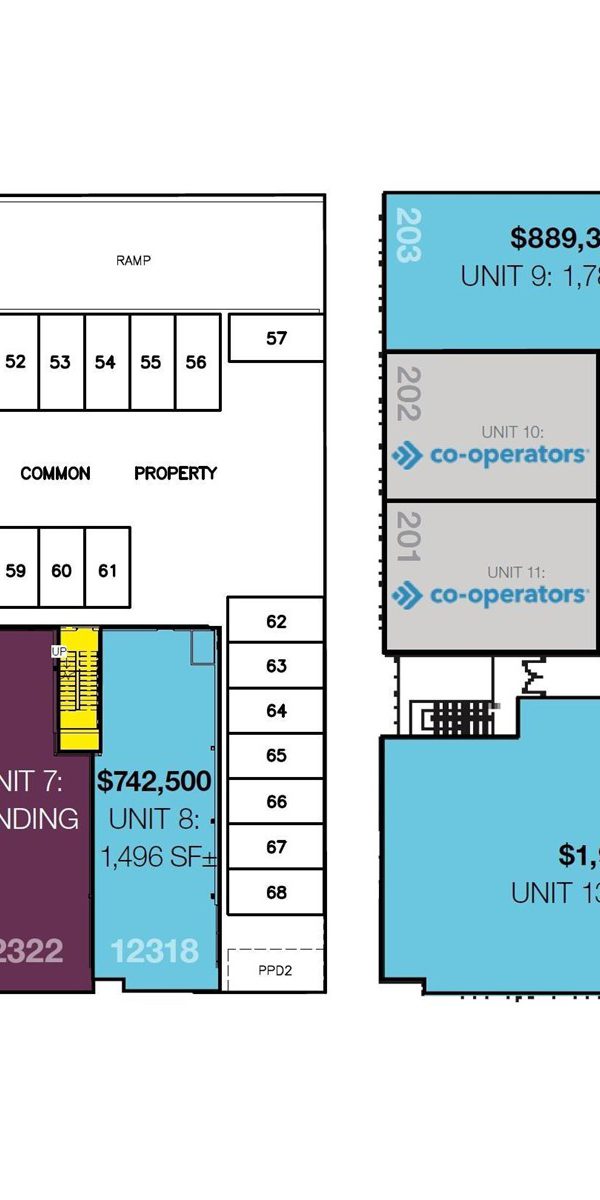 RAMP
52 53 54 55 56
57
COMMON PROPERTY
59 60 61
62
63
64
65
66
67
68
PPD2
UP
NIT 7:
NDING
2322
$742,500
UNIT 8:
1,496 SF±
12318
203
$889,3
UNIT 9: 1,78
202
UNIT 10:
co-operators
201
UNIT 11:
co-operators
$1,9
UNIT 13